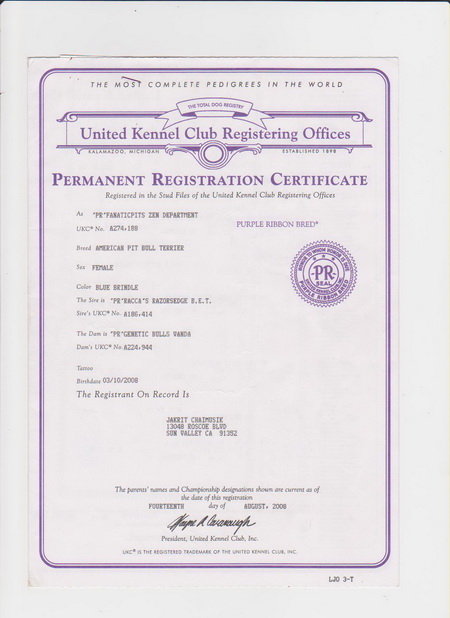 THE MOST COMPLETE PEDIGREES IN THE WORLD
THE TOTAL DOG REGISTRY
United Kennel Club Registering Offices
KALAMAZOO, MICHIGAN ESTABLISHED 1898
PERMANENT REGISTRATION CERTIFICATE
Registered in the Stud Files of the United Kennel Club Registering Offices
As 'PR'FANATICPITS ZEN DEPARTMENT
UKC® No. A274,188
PURPLE RIBBON BRED®
Breed AMERICAN PIT BULL TERRIER
Sex FEMALE
Color BLUE BRINDLE
The Sire is 'PR'RACCA'S RAZORSEDGE S.E.T.
Sire's UKC® No. A186,414
The Dam is 'PR'GENETIC BULLS WANDA
Dam's UKC® No. A224,944
PR
SEAL
PURPLE RIBBON BRED
Tattoo
Birthdate 03/10/2008
The Registrant On Record Is
JAKRIT CHAIMUSIK
13048 ROSCOE BLVD
SUN VALLEY CA 91352
The parents' names and Championship designations shown are current as of
the date of this registration
FOURTEENTH day of AUGUST, 2008
Wayne R Cavanaugh
President, United Kennel Club, Inc.
UKC® IS THE REGISTERED TRADEMARK OF THE UNITED KENNEL CLUB, INC.
LJO 3-Y